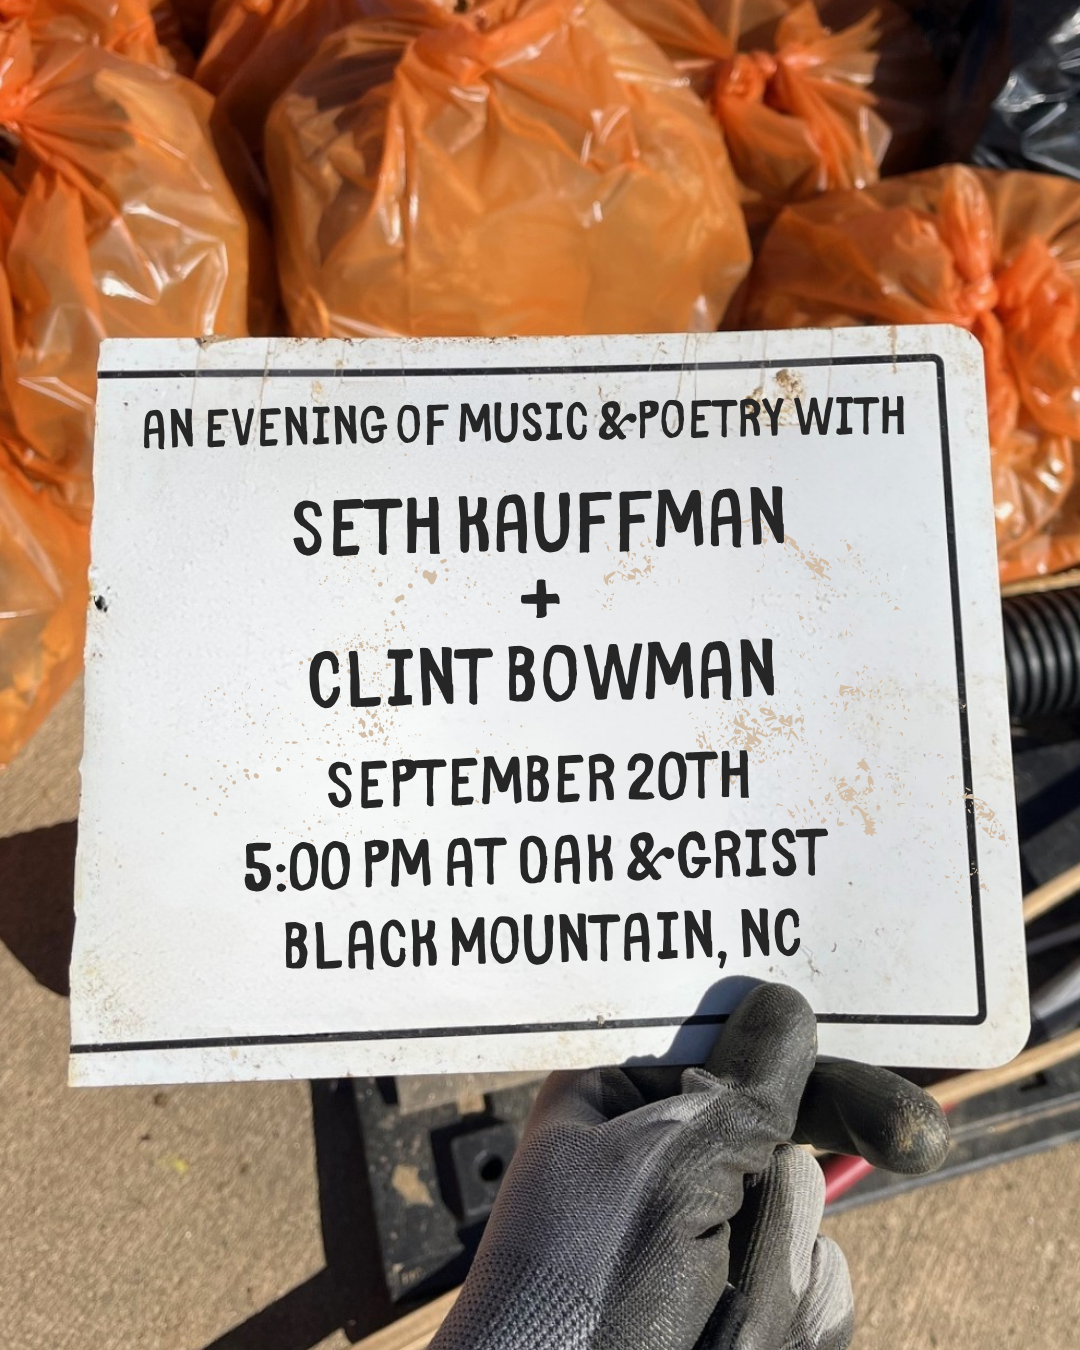 AN EVENING OF MUSIC & POETRY WITH
SETH KAUFFMAN
+
CLINT BOWMAN
SEPTEMBER 20TH
5:00 PM AT OAK & GRIST
BLACK MOUNTAIN, NC